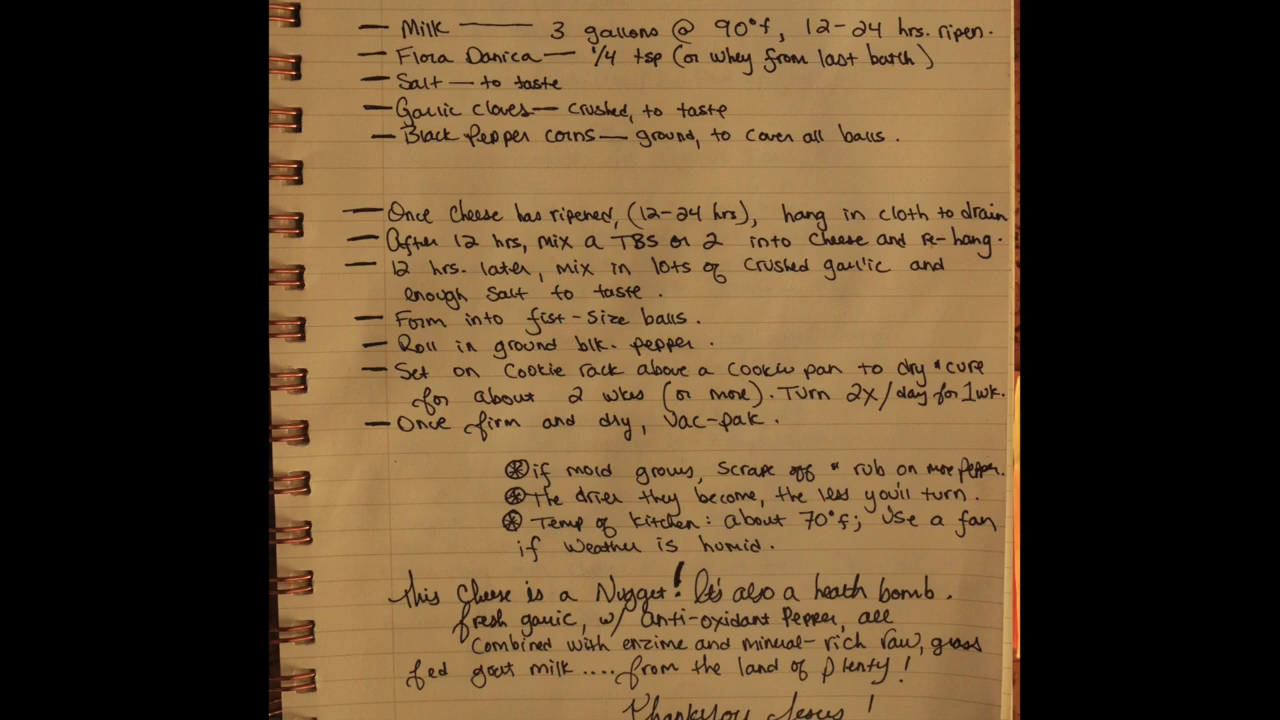 — Milk —— 3 gallons @ 90°f, 12-24 hrs. ripen.
— Flora Danica — 1/4 tsp (or whey from last batch)
— Salt — to taste
— Garlic cloves — crushed, to taste
— Black Pepper corns — ground, to cover all balls.
— Once cheese has ripened, (12-24 hrs), hang in cloth to drain
— After 12 hrs, mix a TBS or 2 into cheese and re-hang.
— 12 hrs. later, mix in lots of crushed garlic and
enough salt to taste.
— Form into fist-size balls.
— Roll in ground blk. pepper.
— Set on cookie rack above a cookie pan to dry & cure
for about 2 wks (or more). Turn 2x/day for 1wk.
— Once firm and dry, vac-pak.
⊛ if mold grows, scrape off & rub on more pepper.
⊛ The drier they become, the less you'll turn.
⊛ Temp of kitchen: about 70°f; use a fan
if weather is humid.
This cheese is a Nugget! It's also a heath bomb.
fresh garlic, w/ anti-oxidant pepper, all
combined with enzime and mineral-rich raw, grass
fed goat milk .... from the land of plenty!
Thankyou Jesus!